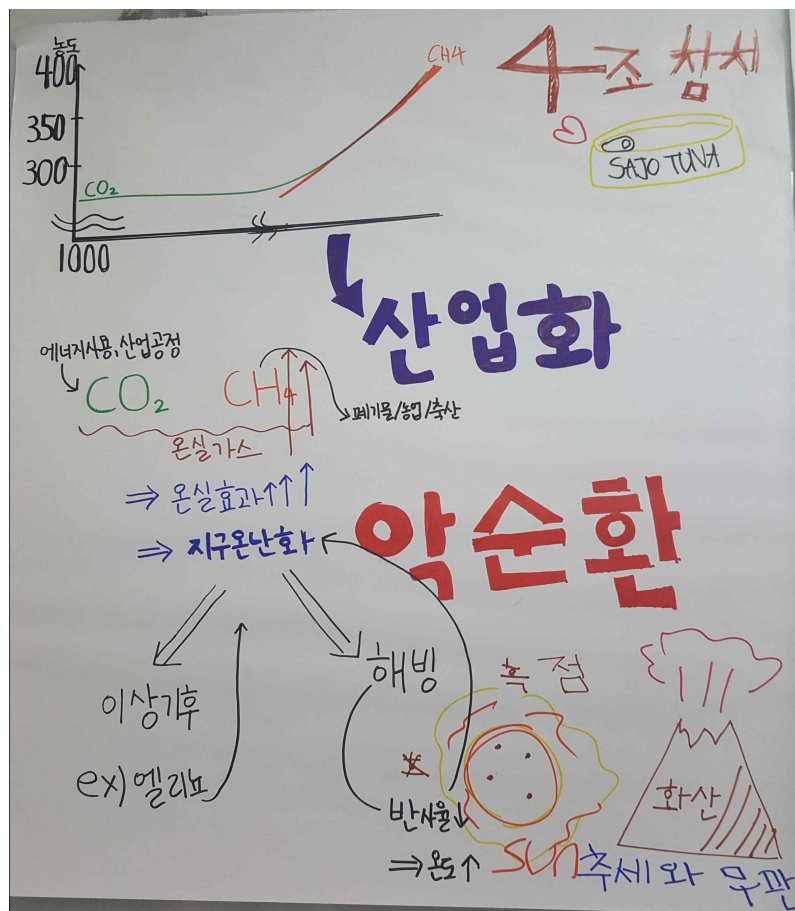 농도
400
350
300
CO₂
CH4
1000
4조 참치
SAJO TUNA
산업화
에너지사용, 산업공정
CO₂
CH4
폐기물/농업/축산
온실가스
⇒ 온실효과↑↑↑
⇒ 지구온난화
악순환
이상기후
ex) 엘리뇨
해빙
반사율↓
⇒ 온도↑
흑점
SUN
화산
추세와 무관